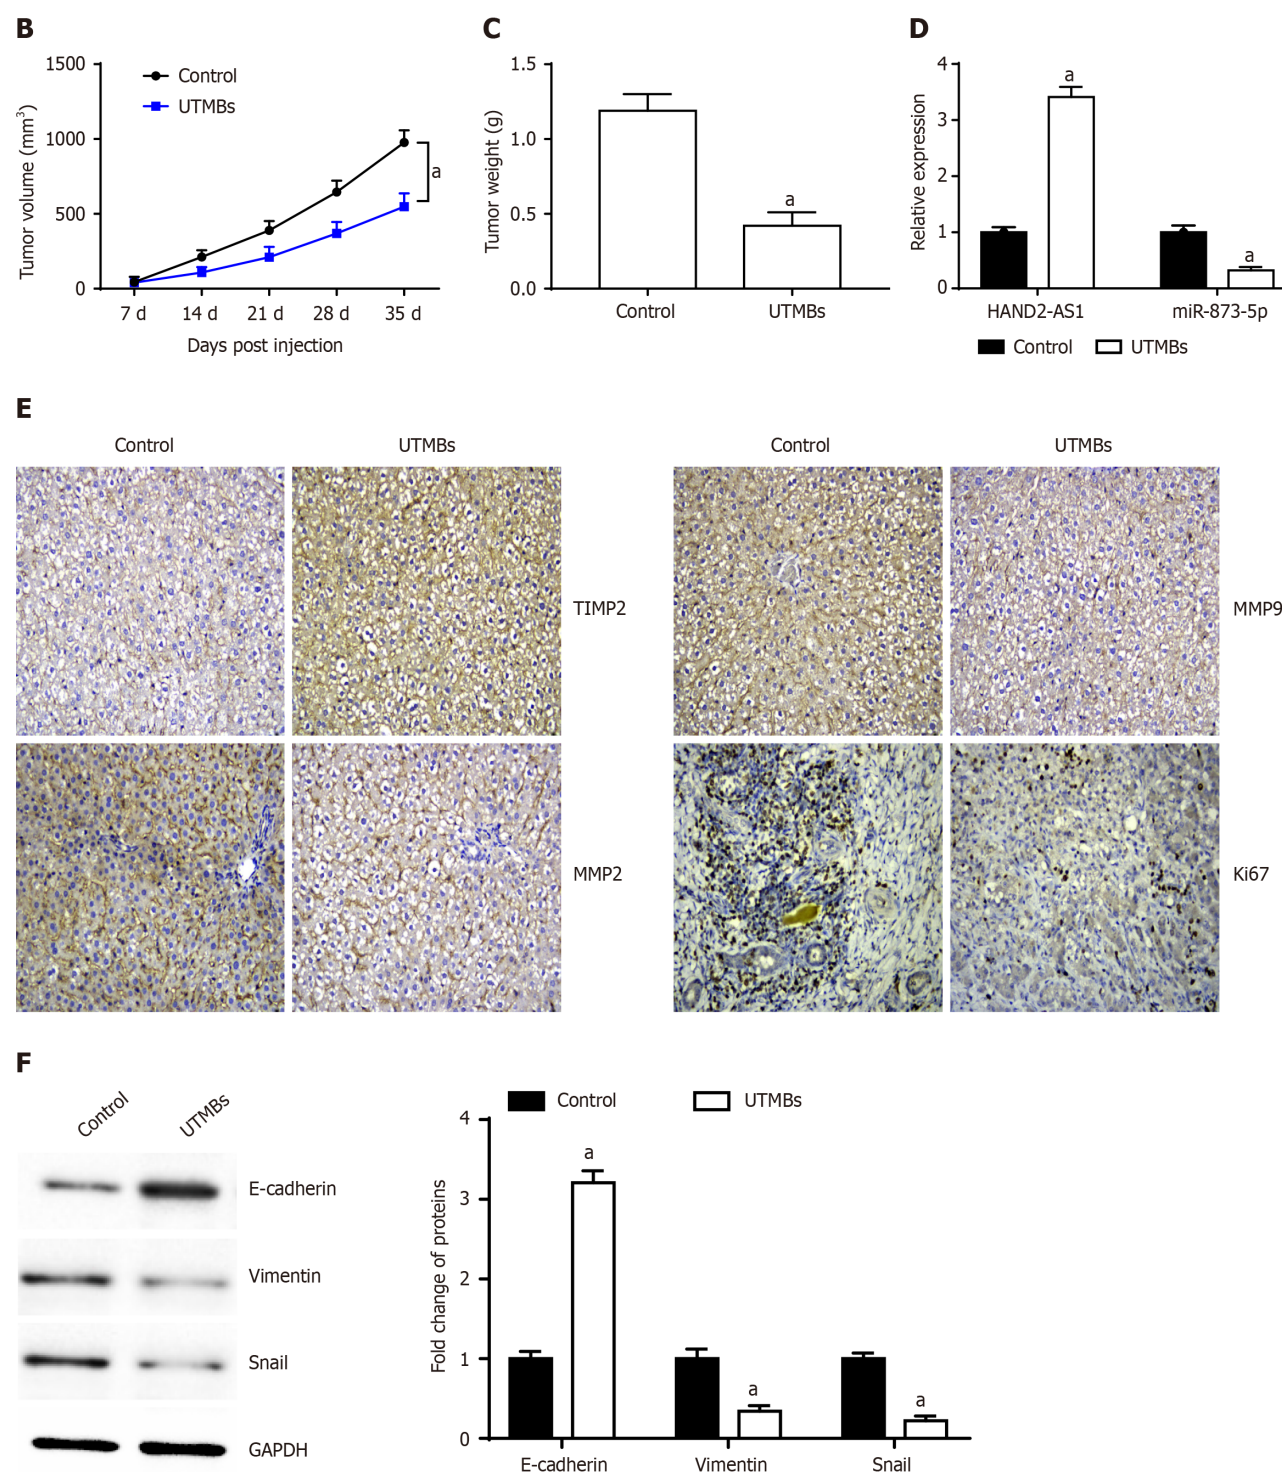 B
1500
1000
500
0
Tumor volume (mm³)
Control
UTMBs
a
7 d 14 d 21 d 28 d 35 d
Days post injection
C
1.5
1.0
0.5
0.0
Tumor weight (g)
a
Control UTMBs
D
4
3
2
1
0
Relative expression
a
a
HAND2-AS1 miR-873-5p
Control UTMBs
E
Control UTMBs Control UTMBs
TIMP2
MMP9
MMP2
Ki67
F
Control UTMBs
E-cadherin
Vimentin
Snail
GAPDH
Control UTMBs
4
3
2
1
0
Fold change of proteins
a
a
a
E-cadherin Vimentin Snail